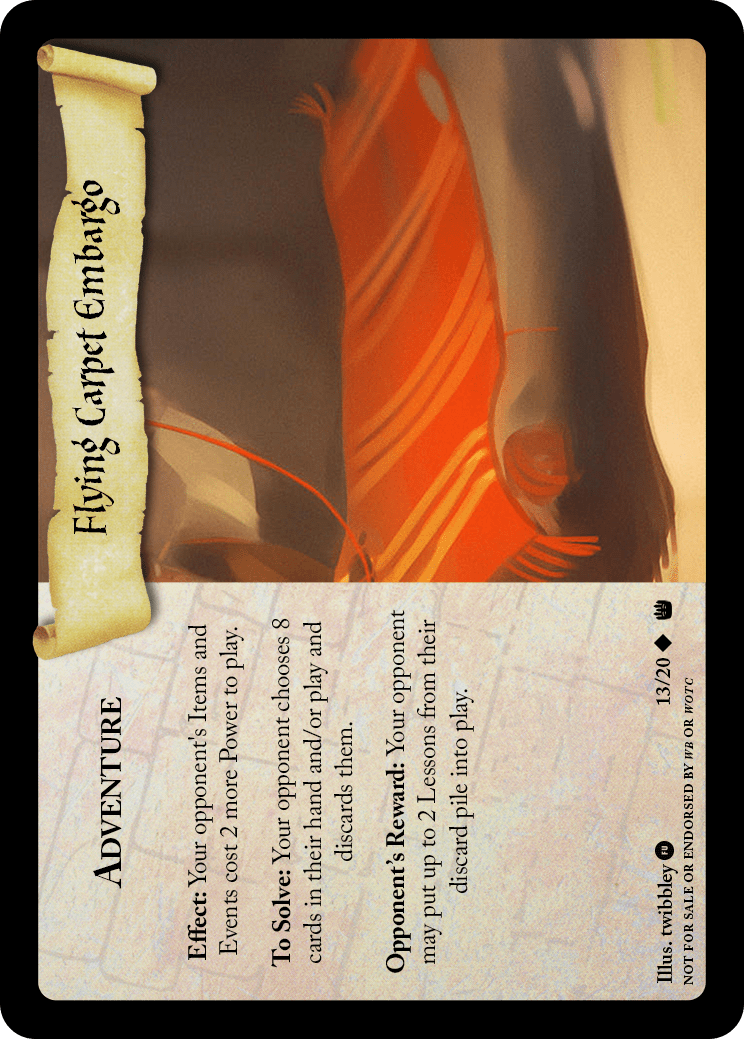 Flying Carpet Embargo
ADVENTURE
Effect: Your opponent's Items and
Events cost 2 more Power to play.
To Solve: Your opponent chooses 8
cards in their hand and/or play and
discards them.
Opponent's Reward: Your opponent
may put up to 2 Lessons from their
discard pile into play.
Illus. twibbley FU 13/20
NOT FOR SALE OR ENDORSED BY WB OR WOTC